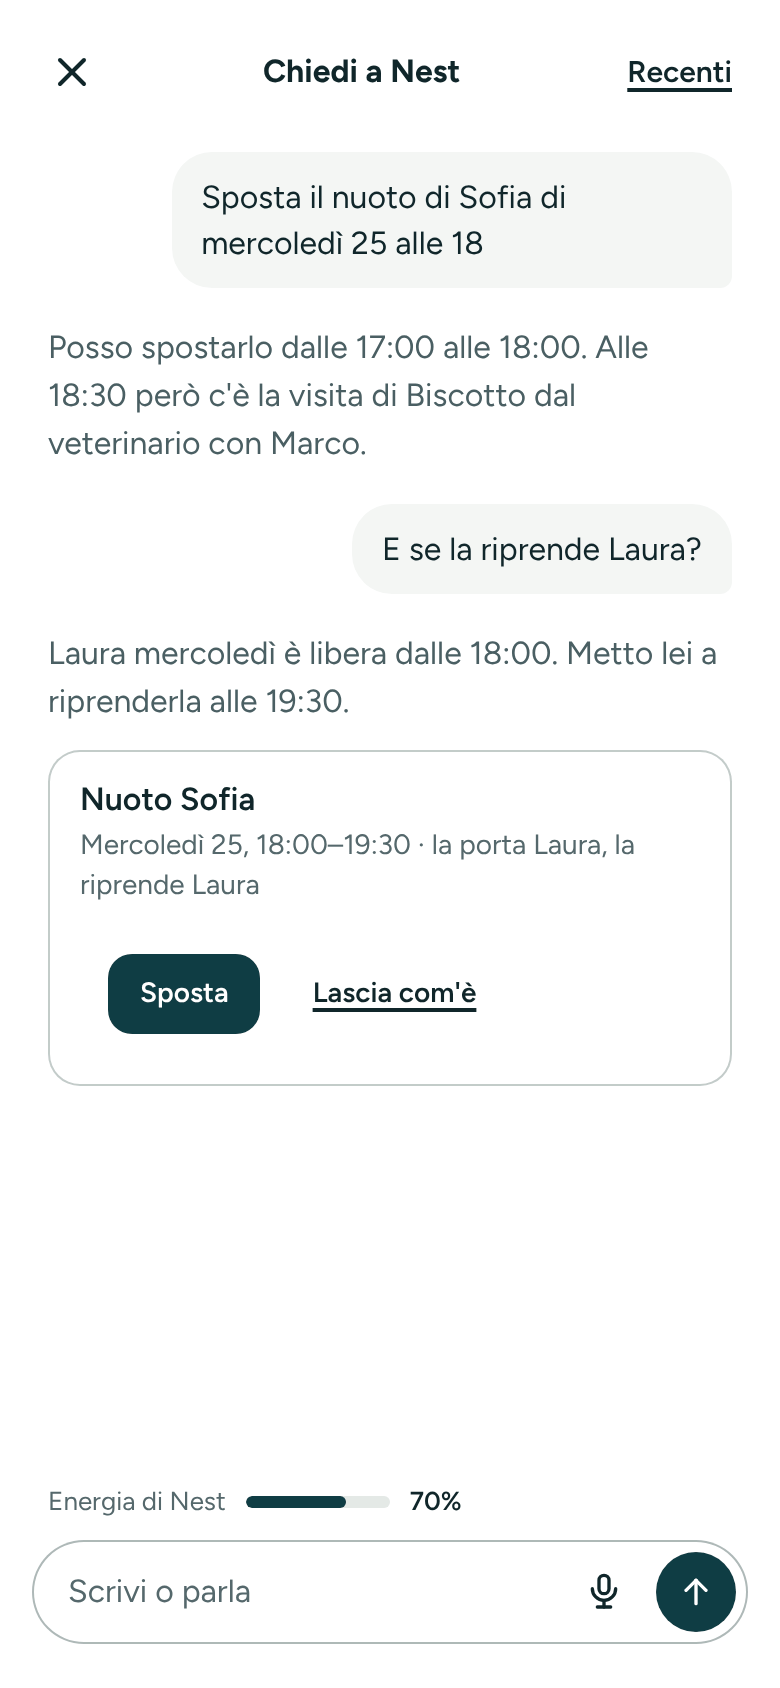 Chiedi a Nest
Recenti
Sposta il nuoto di Sofia di
mercoledì 25 alle 18
Posso spostarlo dalle 17:00 alle 18:00. Alle
18:30 però c'è la visita di Biscotto dal
veterinario con Marco.
E se la riprende Laura?
Laura mercoledì è libera dalle 18:00. Metto lei a
riprenderla alle 19:30.
Nuoto Sofia
Mercoledì 25, 18:00–19:30 · la porta Laura, la
riprende Laura
Sposta
Lascia com'è
Energia di Nest
70%
Scrivi o parla